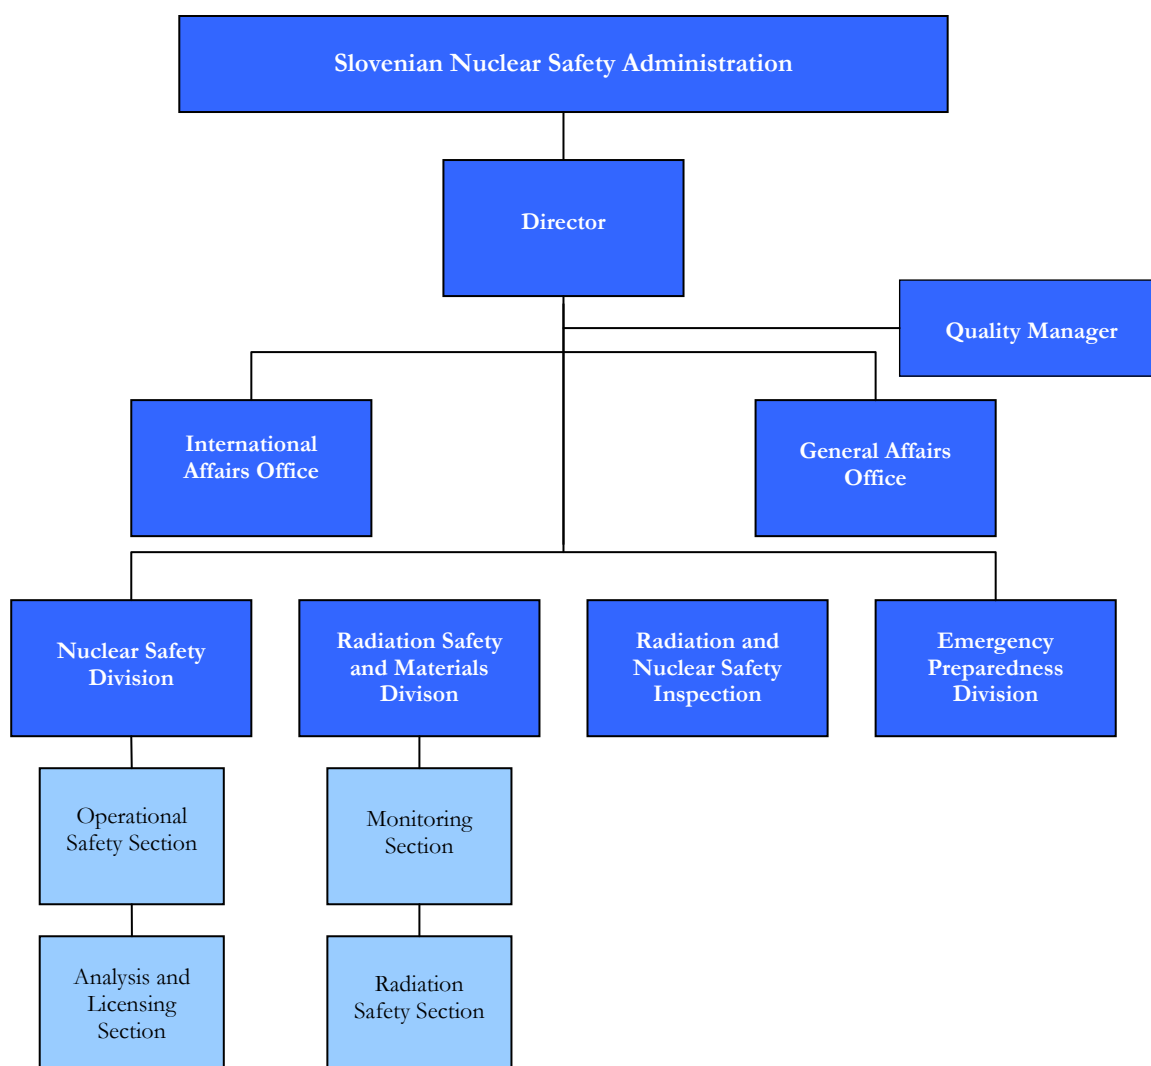 Slovenian Nuclear Safety Administration
Director
Quality Manager
International
Affairs Office
General Affairs
Office
Nuclear Safety
Division
Radiation Safety
and Materials
Divison
Radiation and
Nuclear Safety
Inspection
Emergency
Preparedness
Division
Operational
Safety Section
Monitoring
Section
Analysis and
Licensing
Section
Radiation
Safety Section